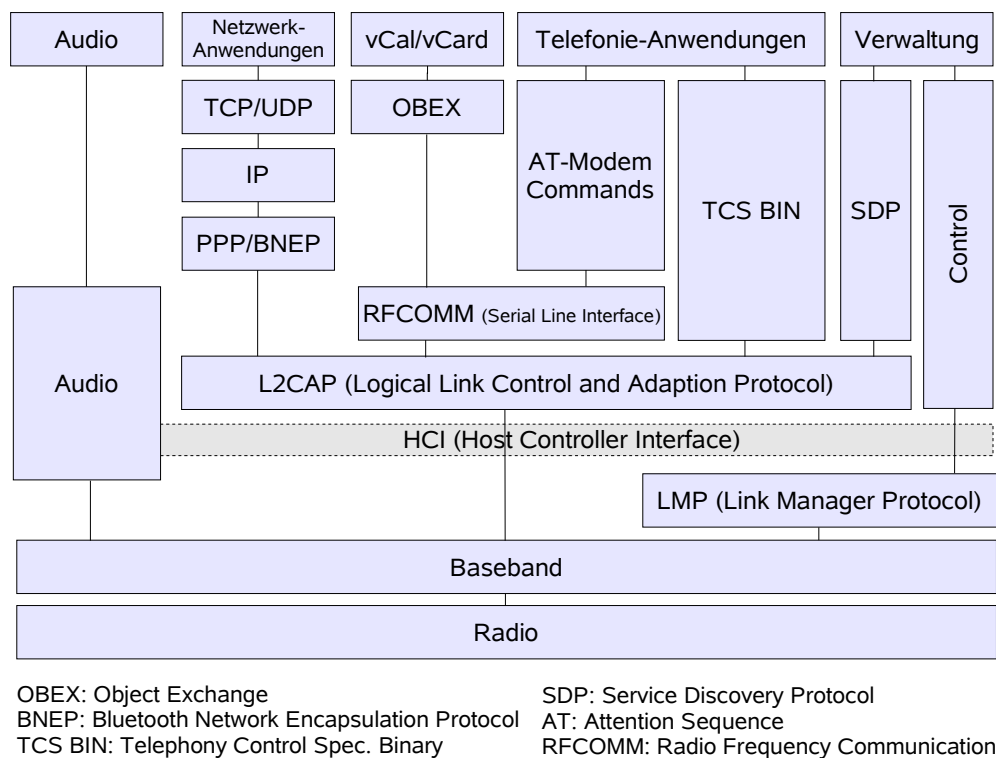 Audio
Netzwerk-
Anwendungen
vCal/vCard
Telefonie-Anwendungen
Verwaltung
TCP/UDP
OBEX
AT-Modem
Commands
TCS BIN
SDP
Control
IP
PPP/BNEP
RFCOMM (Serial Line Interface)
Audio
L2CAP (Logical Link Control and Adaption Protocol)
HCI (Host Controller Interface)
LMP (Link Manager Protocol)
Baseband
Radio
OBEX: Object Exchange
BNEP: Bluetooth Network Encapsulation Protocol
TCS BIN: Telephony Control Spec. Binary
SDP: Service Discovery Protocol
AT: Attention Sequence
RFCOMM: Radio Frequency Communication